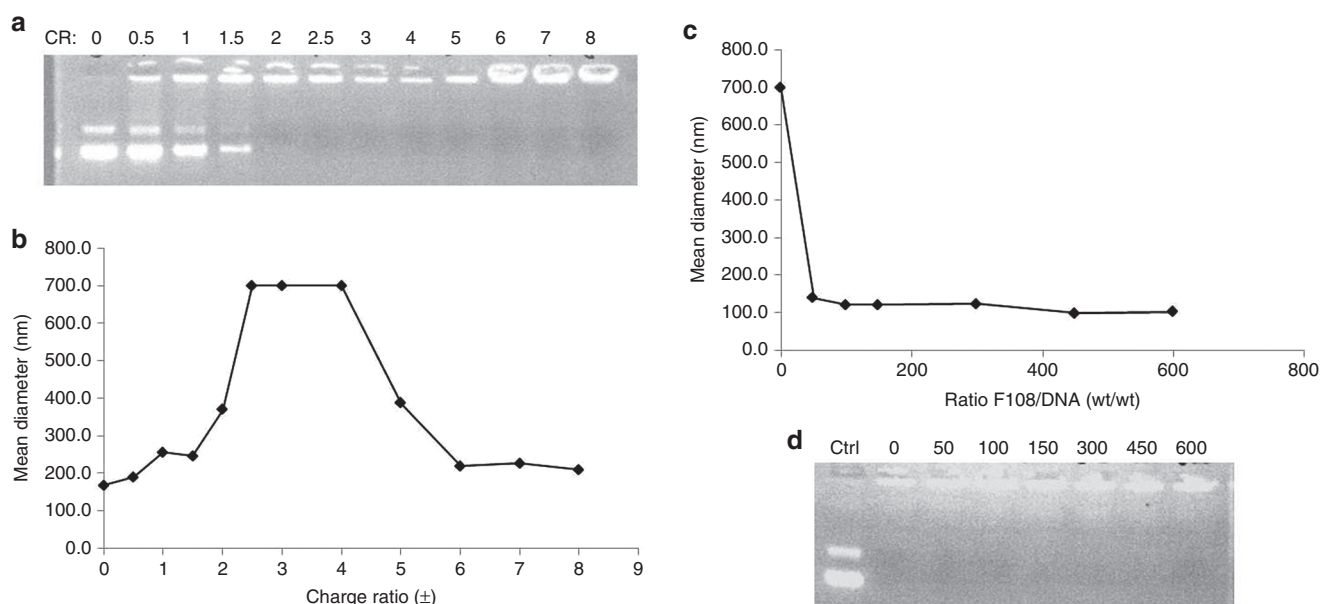 a
CR: 0 0.5 1 1.5 2 2.5 3 4 5 6 7 8
b
800.0
700.0
600.0
500.0
400.0
300.0
200.0
100.0
0.0
Mean diameter (nm)
0 1 2 3 4 5 6 7 8 9
Charge ratio (±)
c
800.0
700.0
600.0
500.0
400.0
300.0
200.0
100.0
0.0
Mean diameter (nm)
0 200 400 600 800
Ratio F108/DNA (wt/wt)
d
Ctrl 0 50 100 150 300 450 600